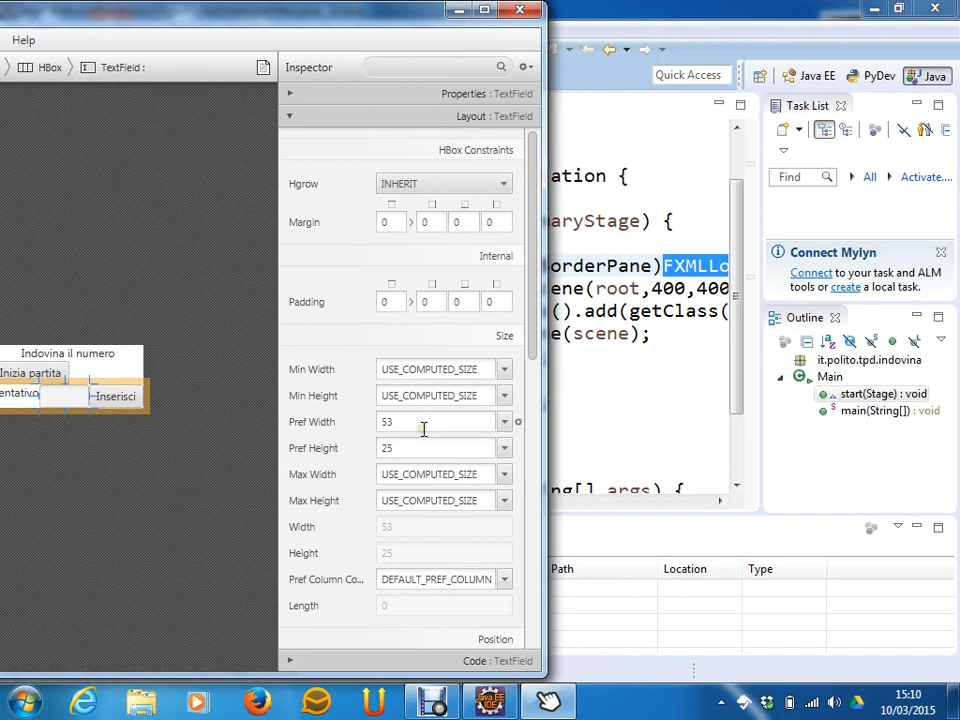 Help
HBox
TextField :
Inspector
Properties : TextField
Layout : TextField
HBox Constraints
Hgrow
INHERIT
Margin
0 > 0 0 0
Internal
Padding
0 > 0 0 0
Size
Min Width
USE_COMPUTED_SIZE
Min Height
USE_COMPUTED_SIZE
Pref Width
53
Pref Height
25
Max Width
USE_COMPUTED_SIZE
Max Height
USE_COMPUTED_SIZE
Width
53
Height
25
Pref Column Co...
DEFAULT_PREF_COLUMN
Length
0
Position
Code : TextField
Indovina il numero
Inizia partita
entativo
Inserisci
Quick Access
Java EE
PyDev
Java
ation {
aryStage) {
orderPane)FXMLLo
ene(root,400,400
().add(getClass(
e(scene);
ng[] args) {
Task List
Find
All
Activate...
Connect Mylyn
Connect to your task and ALM
tools or create a local task.
Outline
it.polito.tpd.indovina
Main
start(Stage) : void
main(String[]) : void
Path
Location
Type
Java EE
IDE
15:10
10/03/2015